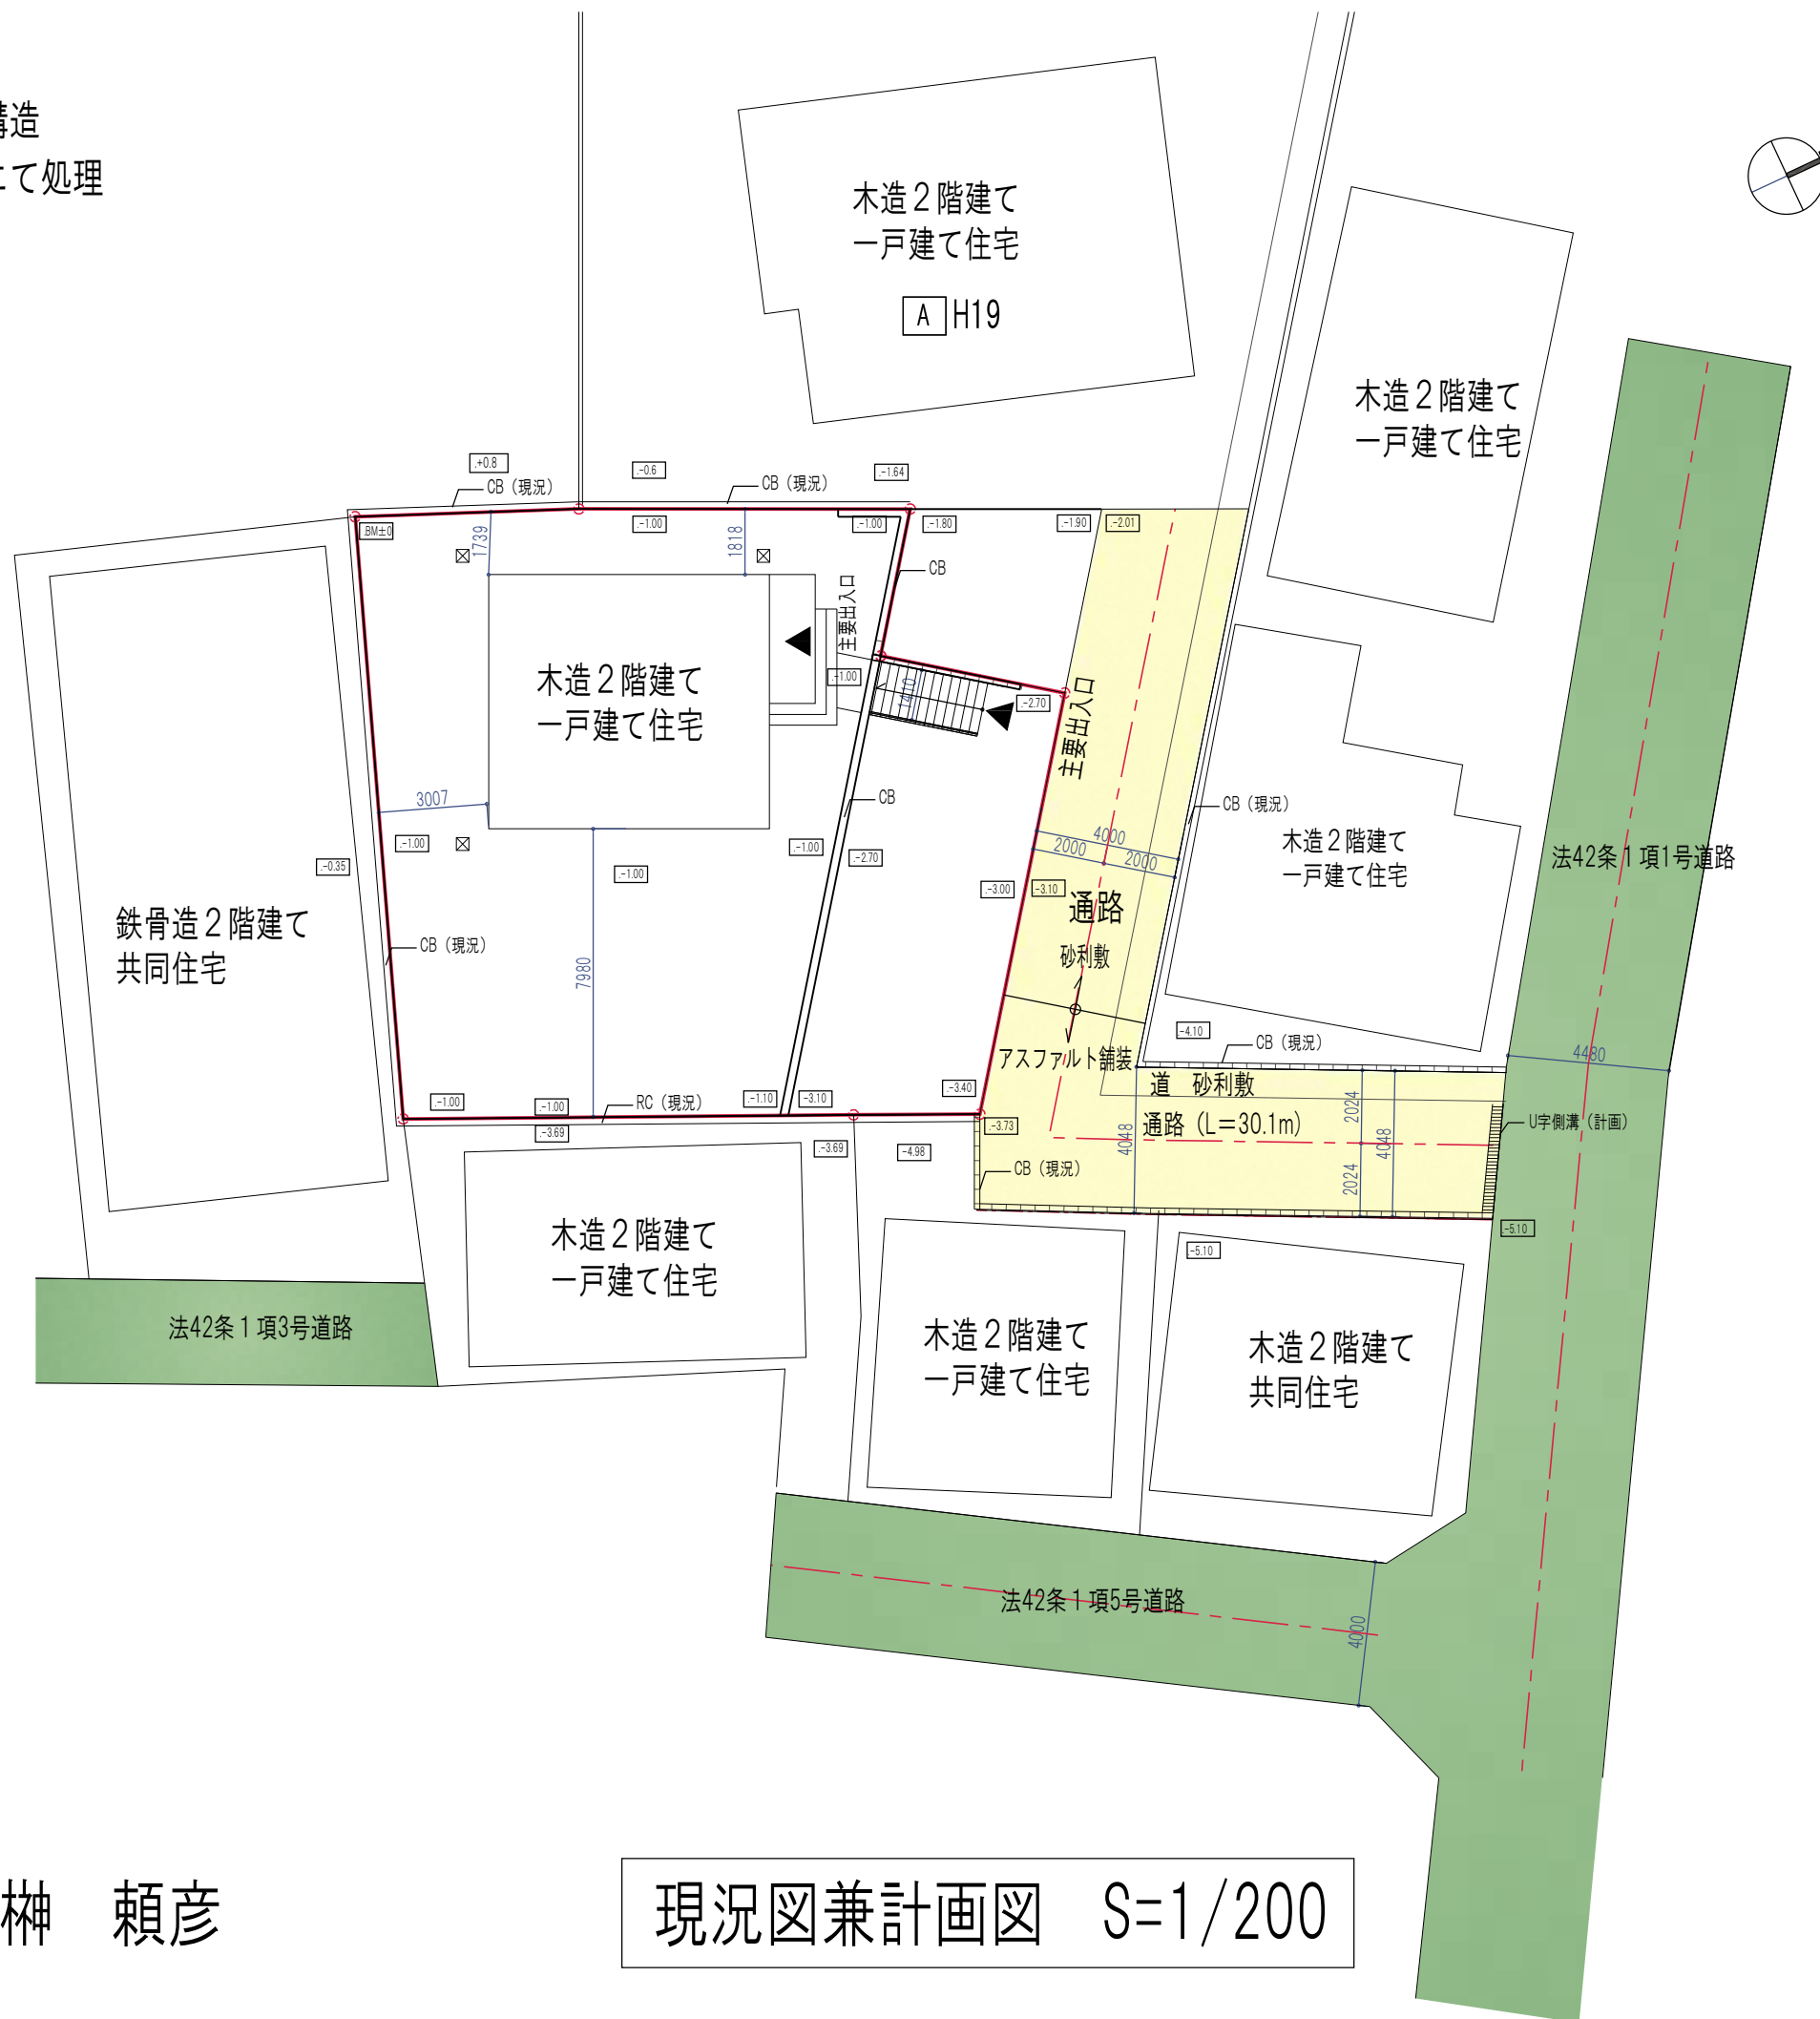 て処理
木造２階建て
一戸建て住宅
A H19
木造２階建て
一戸建て住宅
.+0.8
CB（現況）
.-0.6
CB（現況）
.-1.64
.BM±0
1739
.-1.00
1818
.-1.00
.-1.80
.-1.90
.-2.01
CB
主要出入口
木造２階建て
一戸建て住宅
.-1.00
1410
.-2.70
主要出入口
3007
CB
CB（現況）
.-1.00
.-0.35
.-1.00
.-1.00
.-2.70
4000
2000
2000
木造２階建て
一戸建て住宅
法42条１項1号道路
.-3.00
.-3.10
通路
砂利敷
鉄骨造２階建て
共同住宅
CB（現況）
7980
アスファルト舗装
.-4.10
CB（現況）
4480
.-1.00
.-1.00
RC（現況）
.-1.10
.-3.10
.-3.40
道　砂利敷
通路（L＝30.1m）
2024
4048
2024
4048
U字側溝（計画）
.-3.69
.-3.69
.-4.98
.-3.73
CB（現況）
.-5.10
.-5.10
木造２階建て
一戸建て住宅
法42条１項3号道路
木造２階建て
一戸建て住宅
木造２階建て
共同住宅
法42条１項5号道路
4000
榊　頼彦
現況図兼計画図　S=1/200